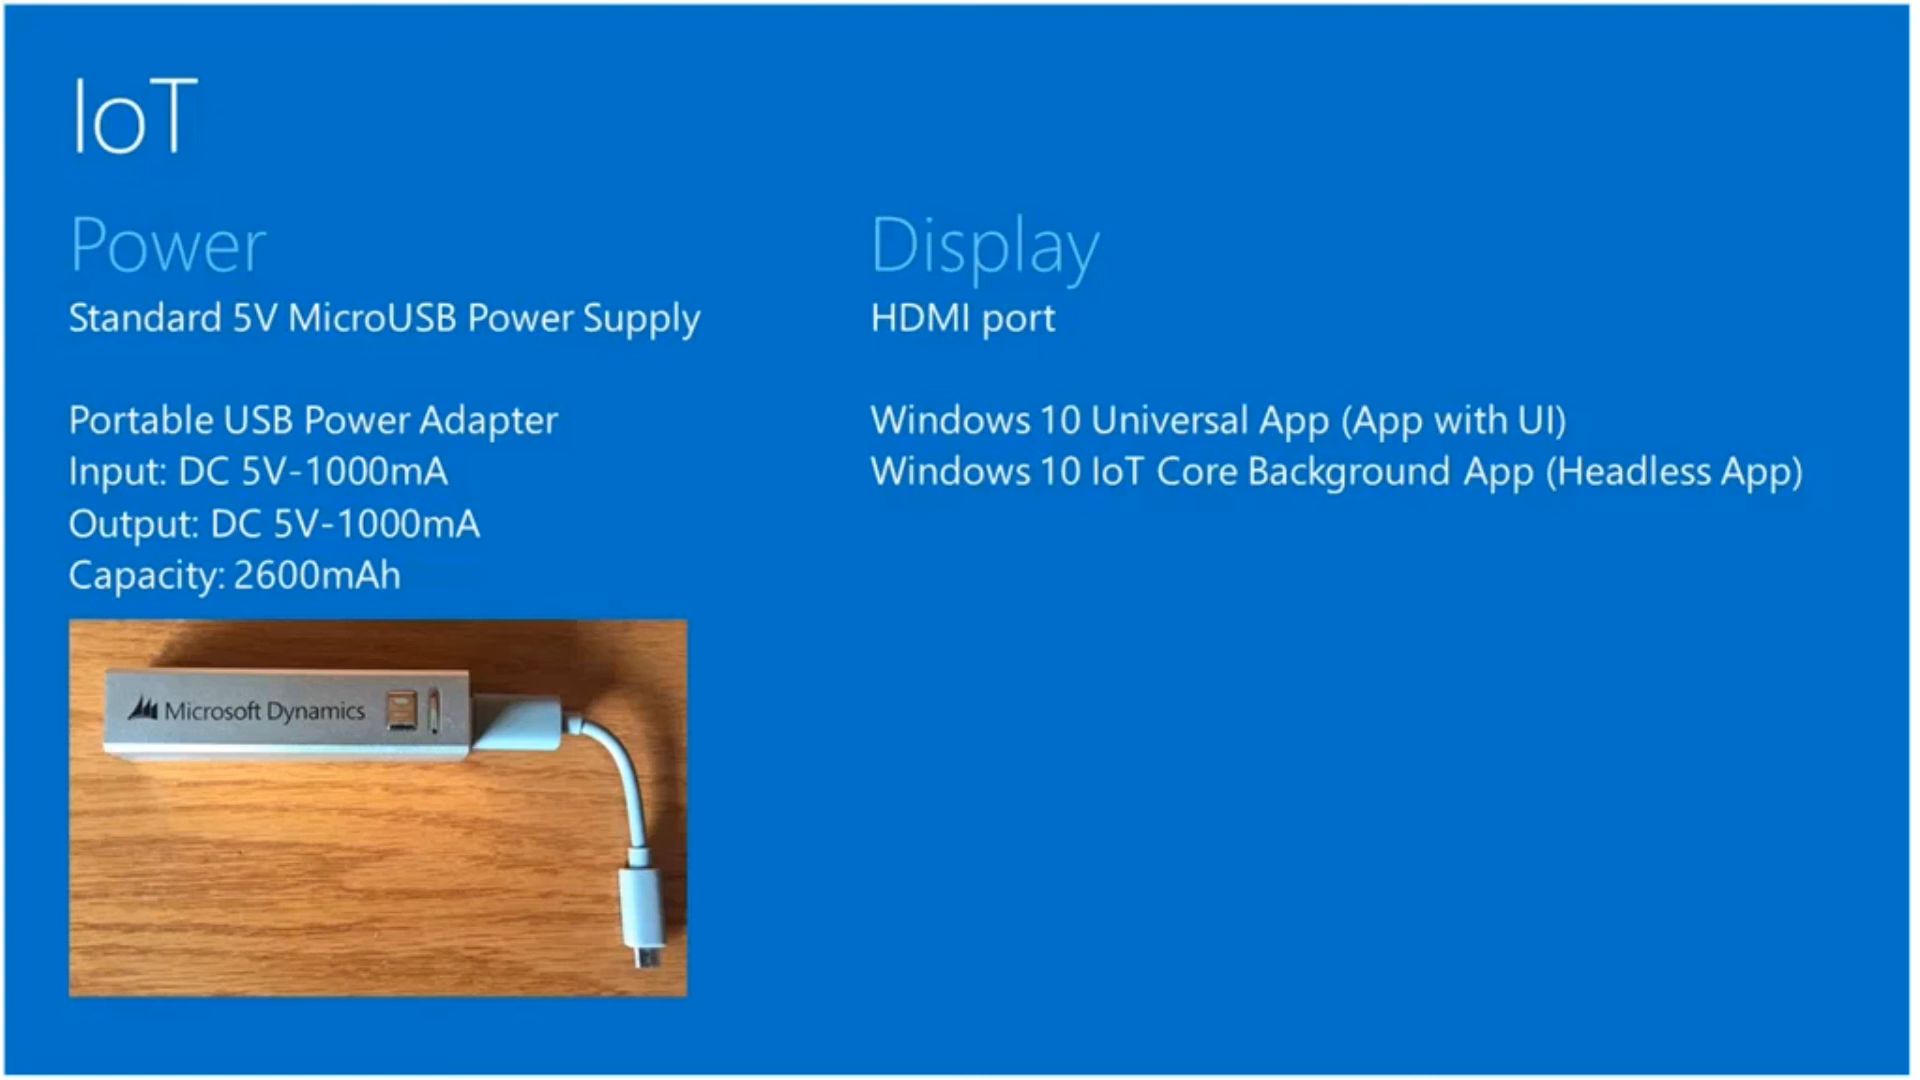 IoT
Power
Standard 5V MicroUSB Power Supply
Portable USB Power Adapter
Input: DC 5V-1000mA
Output: DC 5V-1000mA
Capacity: 2600mAh
Microsoft Dynamics
Display
HDMI port
Windows 10 Universal App (App with UI)
Windows 10 IoT Core Background App (Headless App)